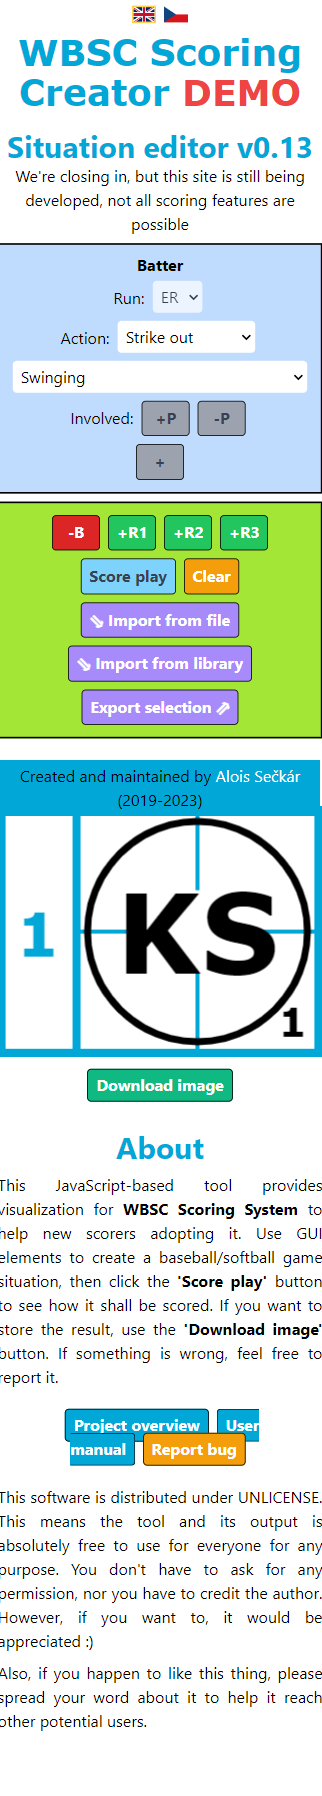 WBSC Scoring
Creator DEMO
Situation editor v0.13
We're closing in, but this site is still being
developed, not all scoring features are
possible
Batter
Run: ER
Action: Strike out
Swinging
Involved: +P -P
+
-B +R1 +R2 +R3
Score play Clear
⇘ Import from file
⇘ Import from library
Export selection ⇗
Created and maintained by Alois Sečkár
(2019-2023)
1
KS
1
Download image
About
This JavaScript-based tool provides
visualization for WBSC Scoring System to
help new scorers adopting it. Use GUI
elements to create a baseball/softball game
situation, then click the 'Score play' button
to see how it shall be scored. If you want to
store the result, use the 'Download image'
button. If something is wrong, feel free to
report it.
Project overview User
manual Report bug
This software is distributed under UNLICENSE.
This means the tool and its output is
absolutely free to use for everyone for any
purpose. You don't have to ask for any
permission, nor you have to credit the author.
However, if you want to, it would be
appreciated :)
Also, if you happen to like this thing, please
spread your word about it to help it reach
other potential users.